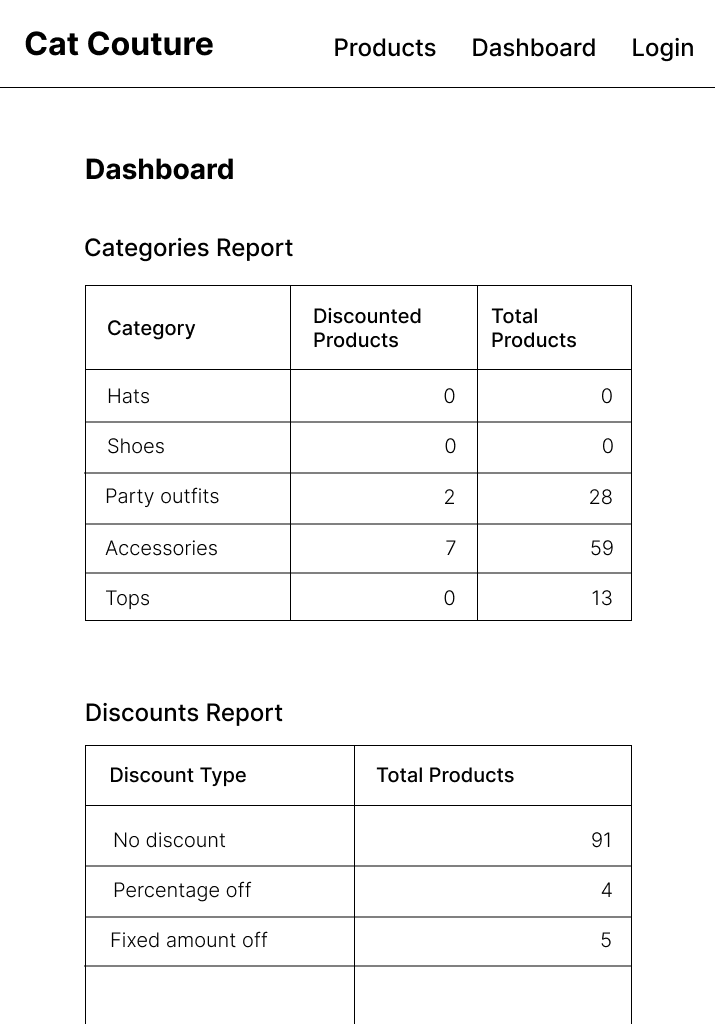 Cat Couture Products Dashboard Login
Dashboard
Categories Report
Category Discounted Products Total Products
Hats 0 0
Shoes 0 0
Party outfits 2 28
Accessories 7 59
Tops 0 13
Discounts Report
Discount Type Total Products
No discount 91
Percentage off 4
Fixed amount off 5